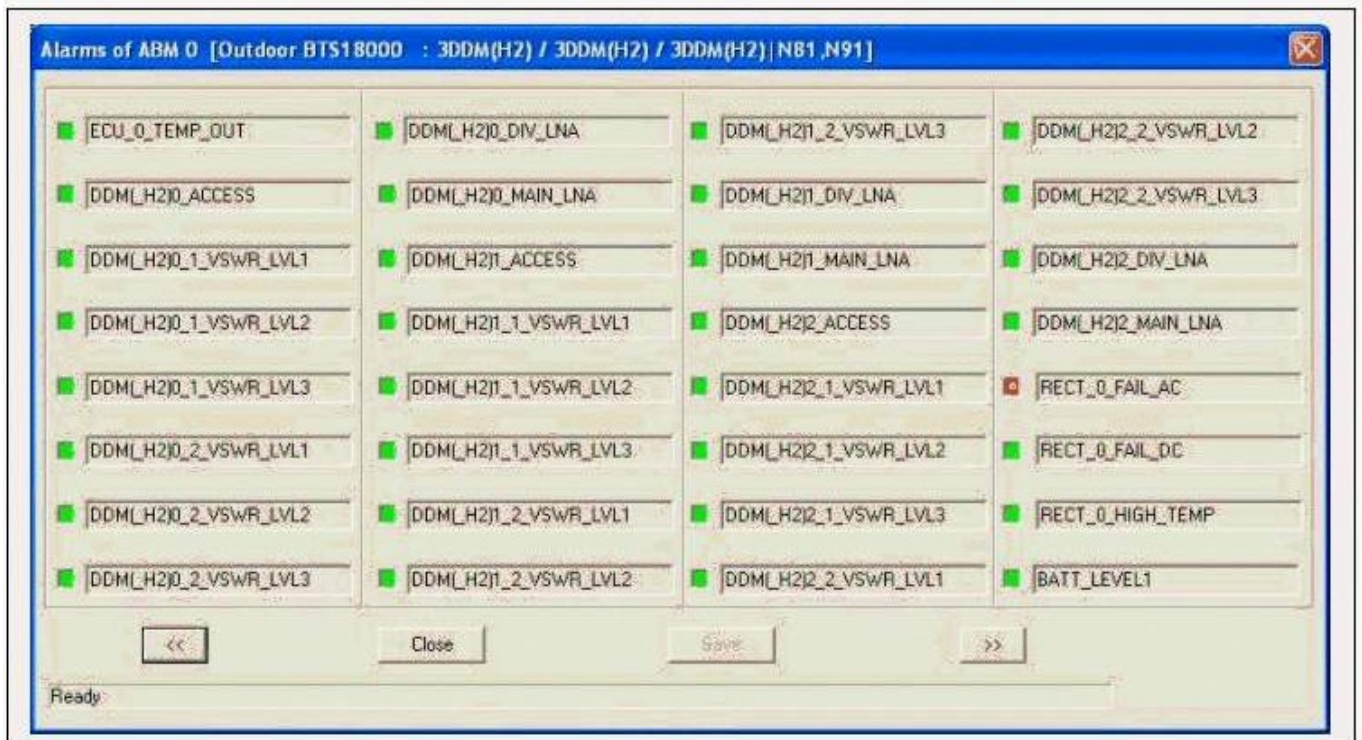 Alarms of ABM 0 [Outdoor BTS18000 : 3DDM(H2) / 3DDM(H2) / 3DDM(H2)|N81 ,N91]
ECU_0_TEMP_OUT
DDM(_H2)0_ACCESS
DDM(_H2)0_1_VSWR_LVL1
DDM(_H2)0_1_VSWR_LVL2
DDM(_H2)0_1_VSWR_LVL3
DDM(_H2)0_2_VSWR_LVL1
DDM(_H2)0_2_VSWR_LVL2
DDM(_H2)0_2_VSWR_LVL3
DDM(_H2)0_DIV_LNA
DDM(_H2)0_MAIN_LNA
DDM(_H2)1_ACCESS
DDM(_H2)1_1_VSWR_LVL1
DDM(_H2)1_1_VSWR_LVL2
DDM(_H2)1_1_VSWR_LVL3
DDM(_H2)1_2_VSWR_LVL1
DDM(_H2)1_2_VSWR_LVL2
DDM(_H2)1_2_VSWR_LVL3
DDM(_H2)1_DIV_LNA
DDM(_H2)1_MAIN_LNA
DDM(_H2)2_ACCESS
DDM(_H2)2_1_VSWR_LVL1
DDM(_H2)2_1_VSWR_LVL2
DDM(_H2)2_1_VSWR_LVL3
DDM(_H2)2_2_VSWR_LVL1
DDM(_H2)2_2_VSWR_LVL2
DDM(_H2)2_2_VSWR_LVL3
DDM(_H2)2_DIV_LNA
DDM(_H2)2_MAIN_LNA
RECT_0_FAIL_AC
RECT_0_FAIL_DC
RECT_0_HIGH_TEMP
BATT_LEVEL1
<< Close Save >>
Ready